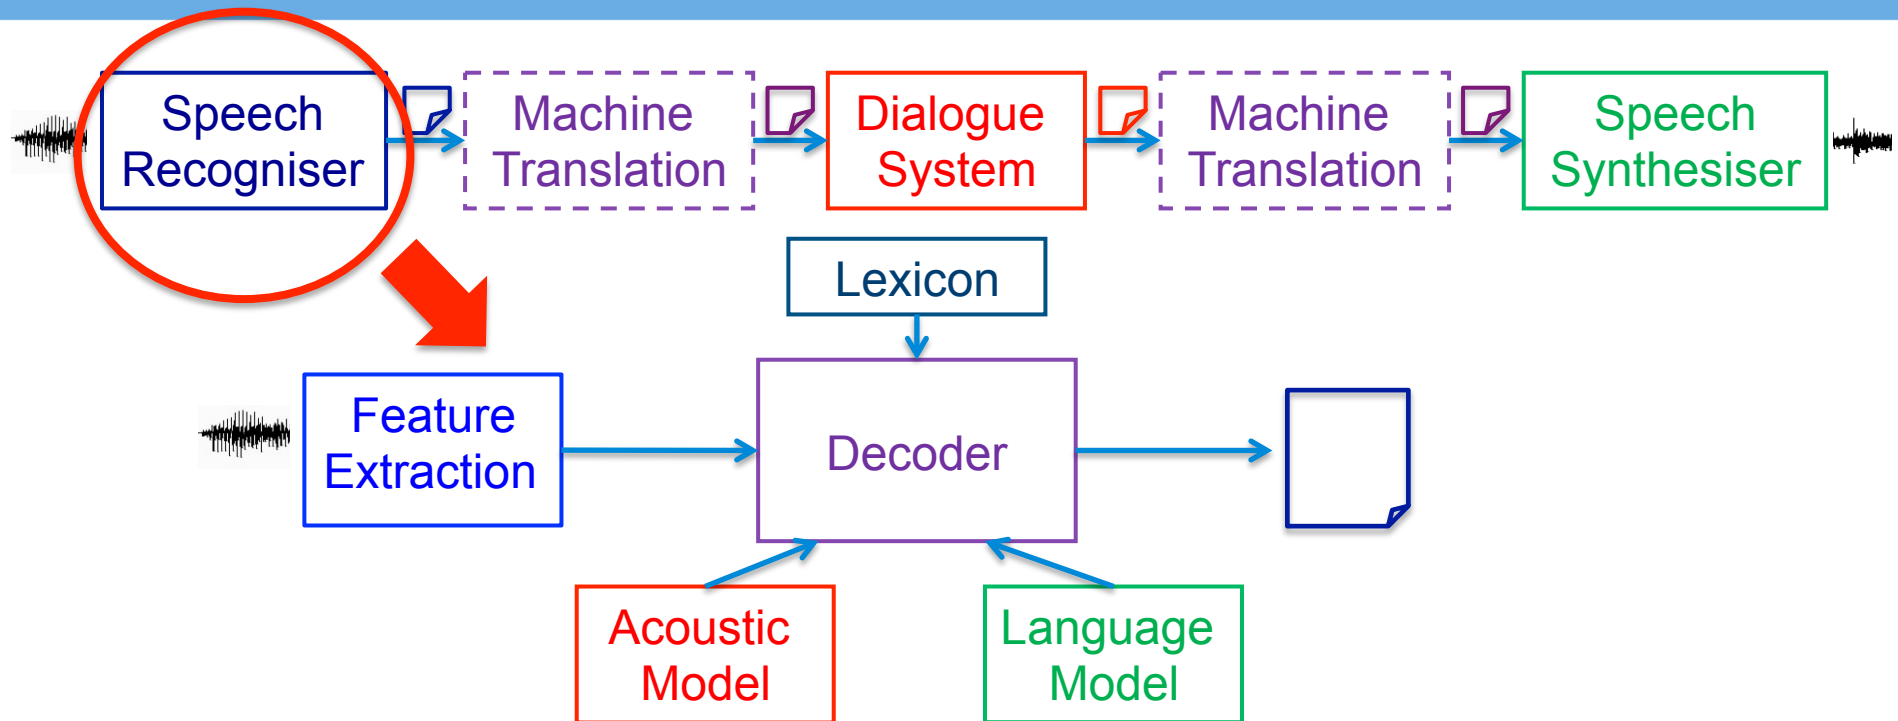 Speech
Recogniser
Machine
Translation
Dialogue
System
Machine
Translation
Speech
Synthesiser
Lexicon
Feature
Extraction
Decoder
Acoustic
Model
Language
Model